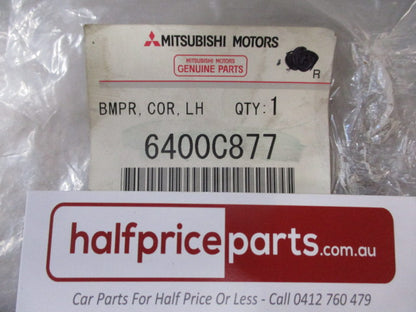 MITSUBISHI MOTORS
MITSUBISHI MOTORS
GENUINE PARTS
R
BMPR, COR, LH QTY: 1
6400C877
halfpriceparts.com.au
Car Parts For Half Price Or Less - Call 0412 760 479